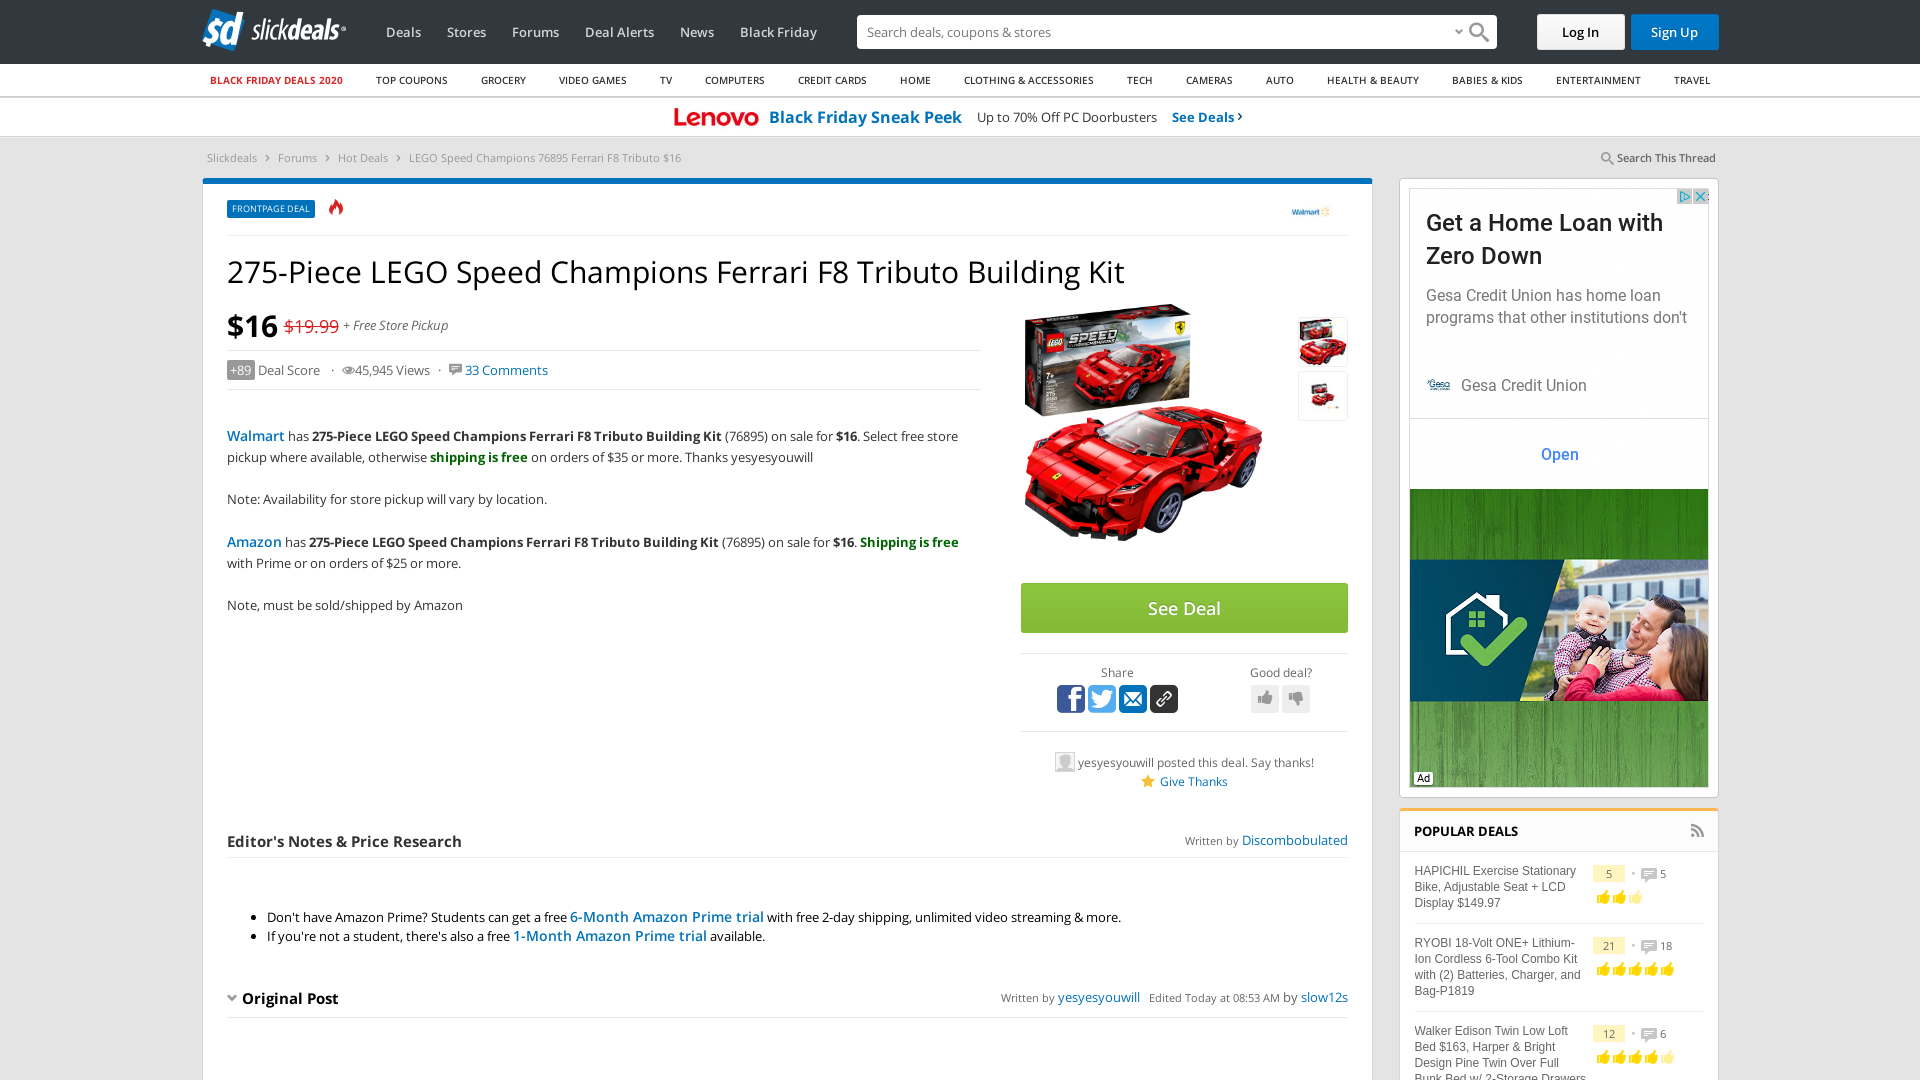 sd slickdeals
Deals
Stores
Forums
Deal Alerts
News
Black Friday
Search deals, coupons & shopping
Log In
Sign Up
BLACK FRIDAY DEALS 2020
TOP COUPONS
GROCERY
VIDEO GAMES
TV
COMPUTERS
CREDIT CARDS
HOME
CLOTHING & ACCESSORIES
TECH
CAMERAS
AUTO
HEALTH & BEAUTY
BABIES & KIDS
ENTERTAINMENT
TRAVEL
Lenovo Black Friday Sneak Peek Up to 70% Off PC Doorbusters See Deals ›
Slickdeals › Forums › Hot Deals › LEGO Speed Champions 76895 Ferrari F8 Tributo $16
Search This Thread
FRONTPAGE DEAL
Walmart
275-Piece LEGO Speed Champions Ferrari F8 Tributo Building Kit
$16 $19.99 + Free Store Pickup
+89 Deal Score · 45,945 Views · 33 Comments
Walmart has 275-Piece LEGO Speed Champions Ferrari F8 Tributo Building Kit (76895) on sale for $16. Select free store
pickup where available, otherwise shipping is free on orders of $35 or more. Thanks yesyesyouwill
Note: Availability for store pickup will vary by location.
Amazon has 275-Piece LEGO Speed Champions Ferrari F8 Tributo Building Kit (76895) on sale for $16. Shipping is free
with Prime or on orders of $25 or more.
Note, must be sold/shipped by Amazon
LEGO SPEED
7+
See Deal
Share
Good deal?
yesyesyouwill posted this deal. Say thanks!
Give Thanks
Editor's Notes & Price Research
Written by Discombobulated
• Don't have Amazon Prime? Students can get a free 6-Month Amazon Prime trial with free 2-day shipping, unlimited video streaming & more.
• If you're not a student, there's also a free 1-Month Amazon Prime trial available.
Original Post
Written by yesyesyouwill Edited Today at 08:53 AM by slow12s
Get a Home Loan with
Zero Down
Gesa Credit Union has home loan
programs that other institutions don't
Gesa
Gesa Credit Union
Open
Ad
POPULAR DEALS
HAPICHIL Exercise Stationary
Bike, Adjustable Seat + LCD
Display $149.97
5 • 5
RYOBI 18-Volt ONE+ Lithium-
Ion Cordless 6-Tool Combo Kit
with (2) Batteries, Charger, and
Bag-P1819
21 • 18
Walker Edison Twin Low Loft
Bed $163, Harper & Bright
Design Pine Twin Over Full
Bunk Bed w/ 2-Storage Drawers
12 • 6